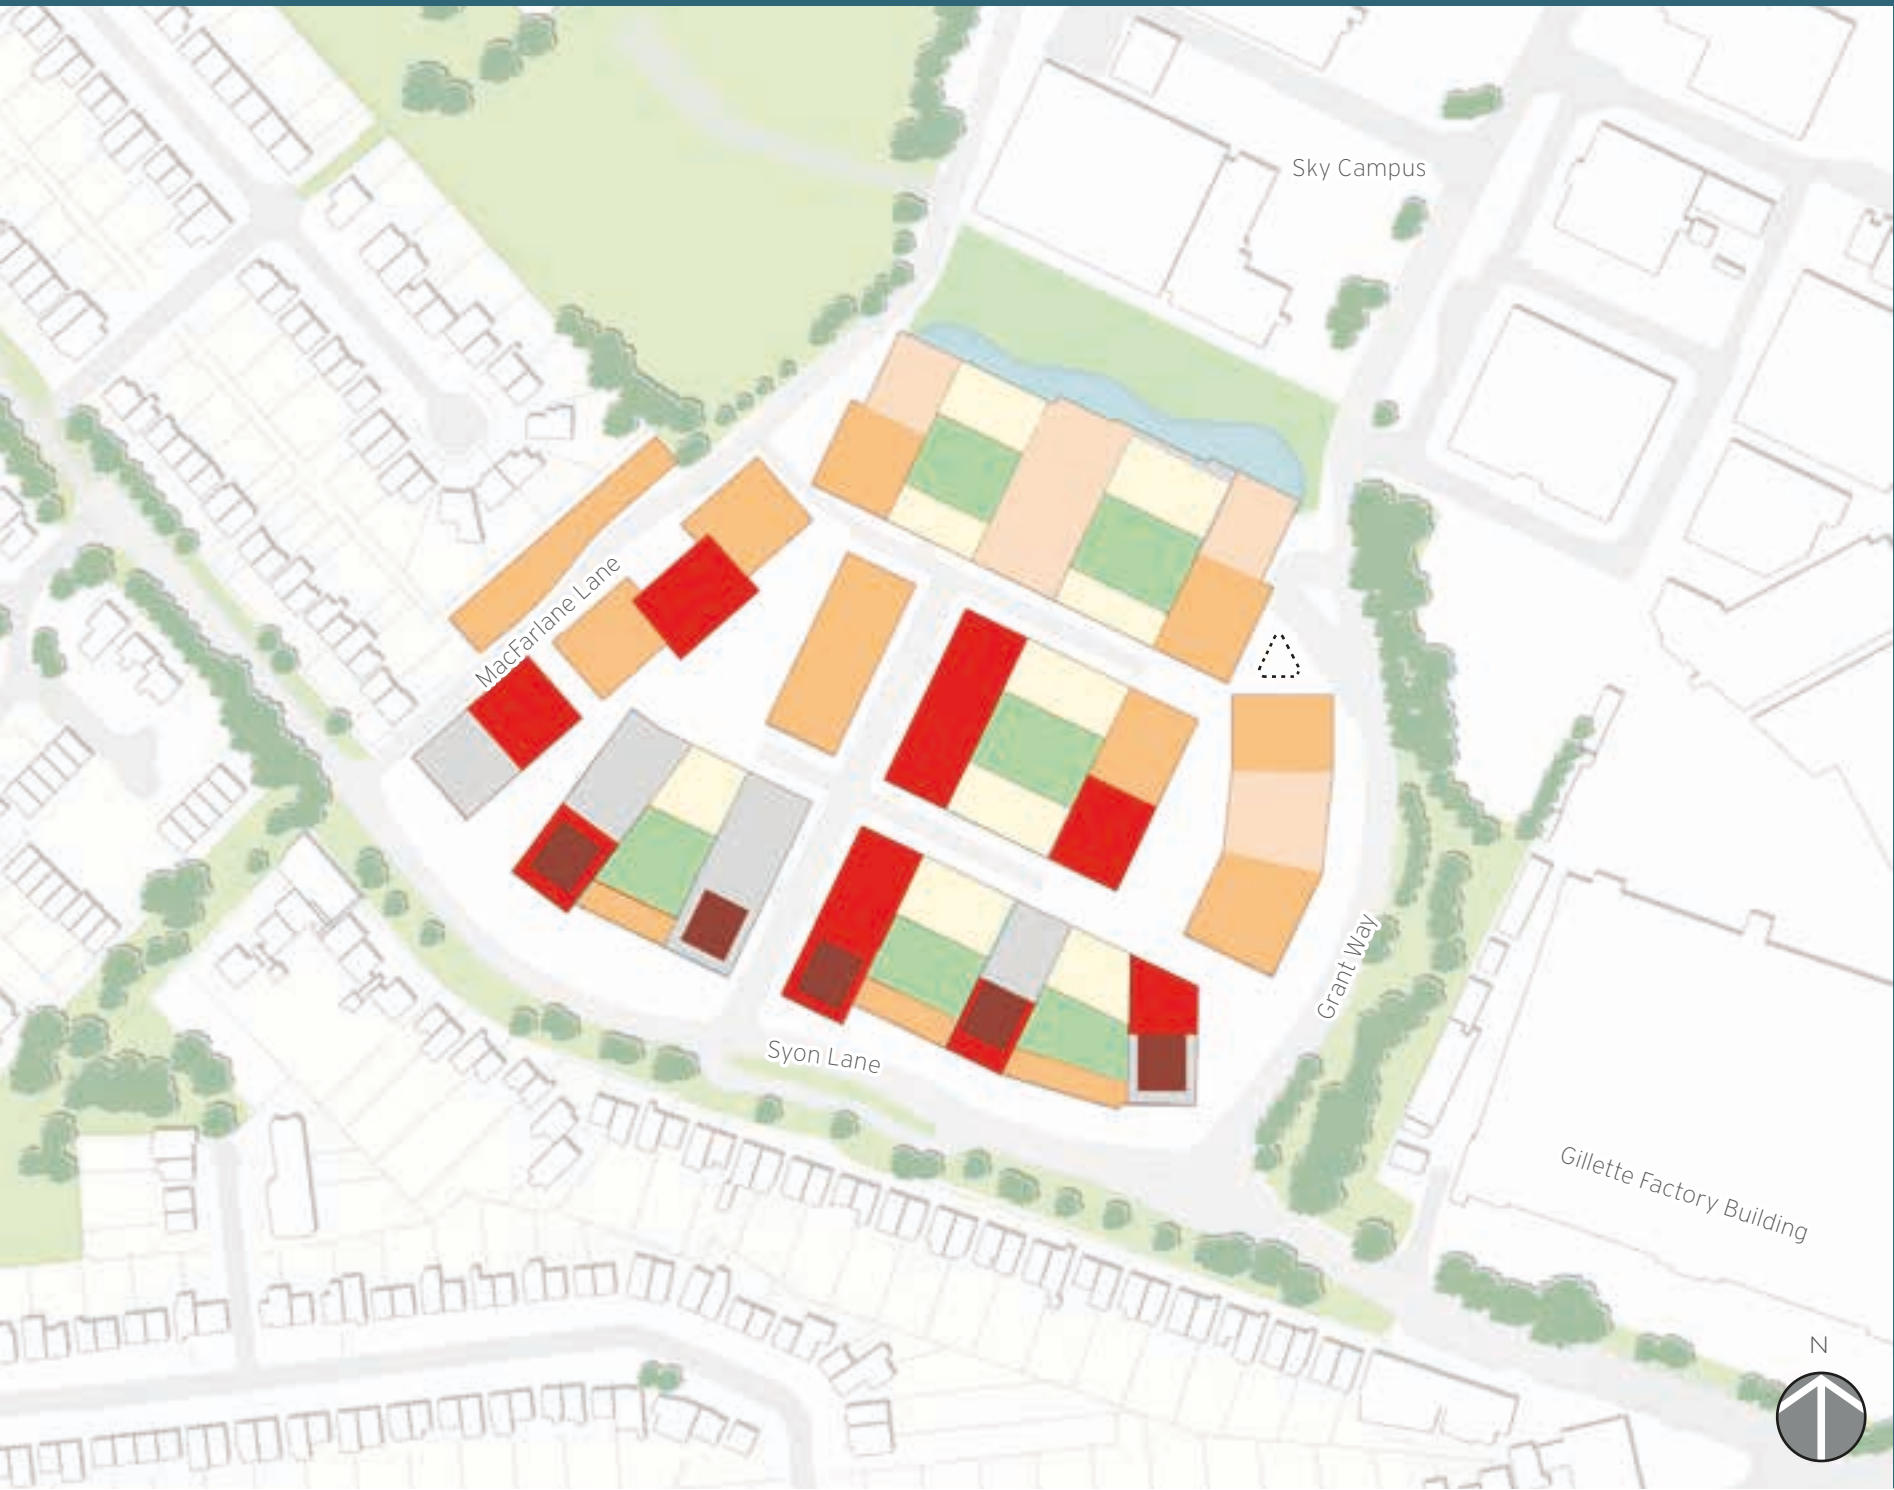 Sky Campus
MacFarlane Lane
Grant Way
Syon Lane
Gillette Factory Building
N